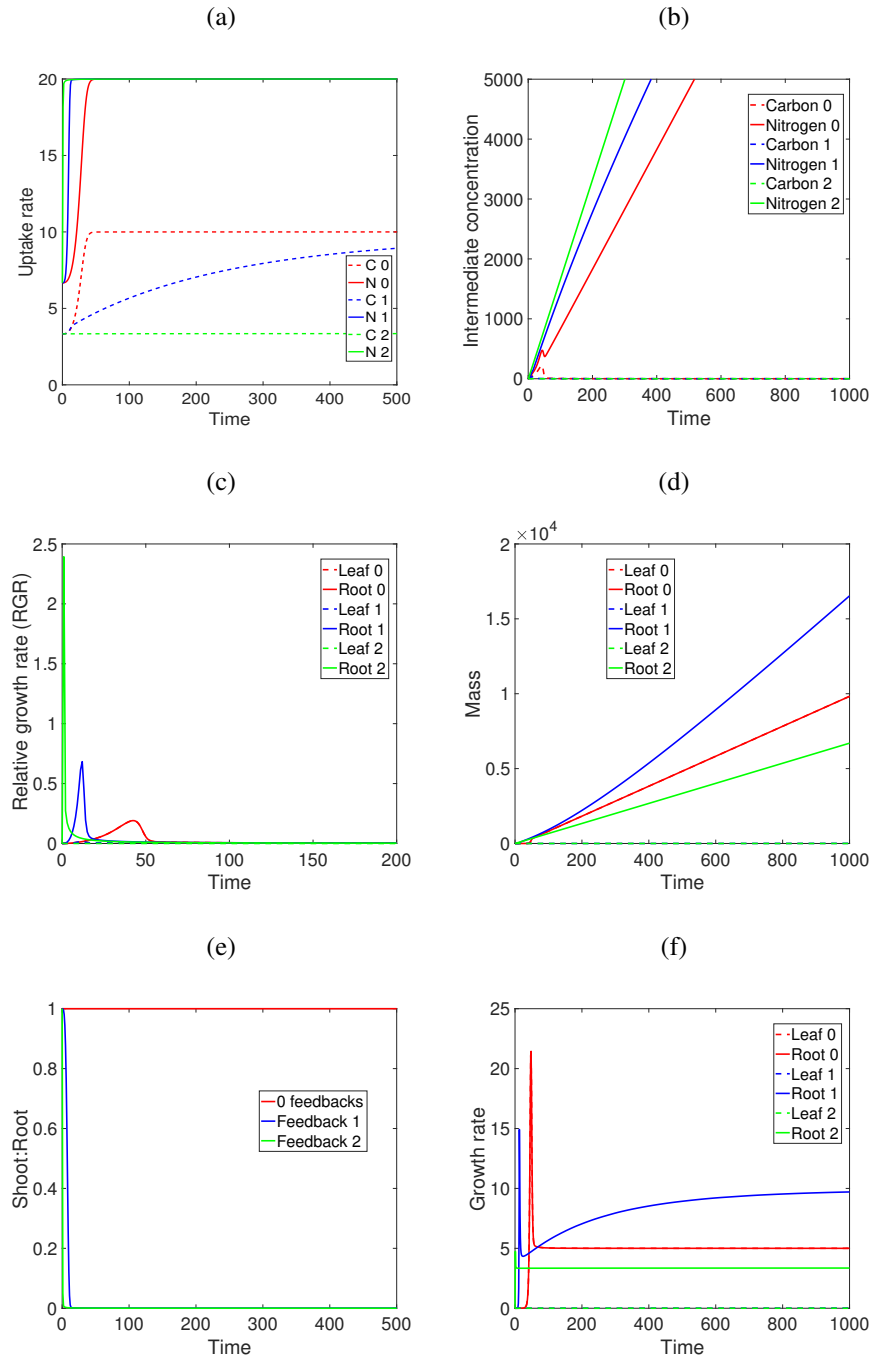 (a)
20
15
10
5
0
0 100 200 300 400 500
Uptake rate
Time
C 0
N 0
C 1
N 1
C 2
N 2
(b)
5000
4000
3000
2000
1000
0
0 200 400 600 800 1000
Intermediate concentration
Time
Carbon 0
Nitrogen 0
Carbon 1
Nitrogen 1
Carbon 2
Nitrogen 2
(c)
2.5
2
1.5
1
0.5
0
0 50 100 150 200
Relative growth rate (RGR)
Time
Leaf 0
Root 0
Leaf 1
Root 1
Leaf 2
Root 2
(d)
×10⁴
2
1.5
1
0.5
0
0 200 400 600 800 1000
Mass
Time
Leaf 0
Root 0
Leaf 1
Root 1
Leaf 2
Root 2
(e)
1
0.8
0.6
0.4
0.2
0
0 100 200 300 400 500
Shoot:Root
Time
0 feedbacks
Feedback 1
Feedback 2
(f)
25
20
15
10
5
0
0 200 400 600 800 1000
Growth rate
Time
Leaf 0
Root 0
Leaf 1
Root 1
Leaf 2
Root 2